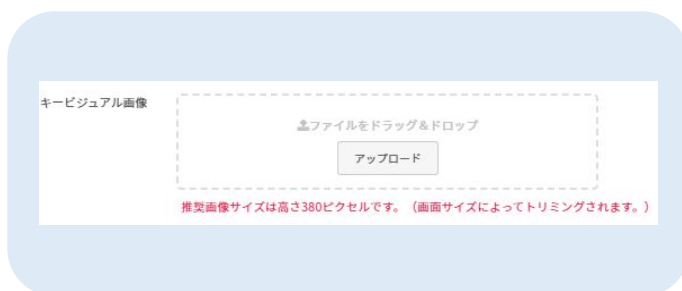 キービジュアル画像
ファイルをドラッグ&ドロップ
アップロード
推奨画像サイズは高さ380ピクセルです。（画面サイズによってトリミングされます。）